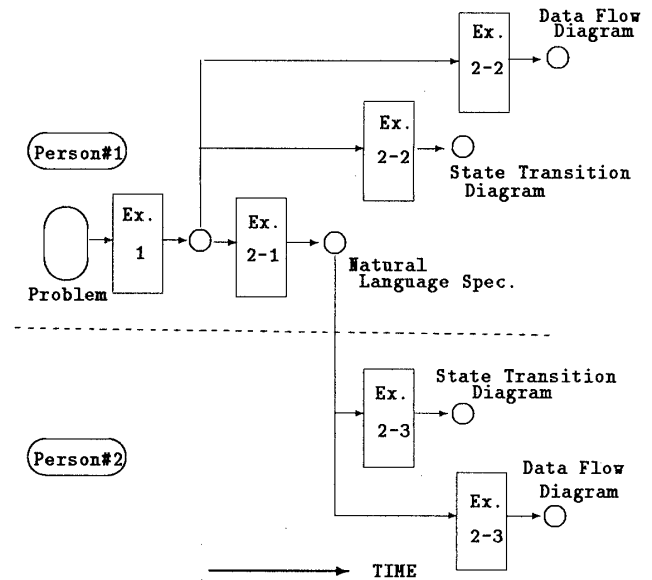 Data Flow
Diagram
Ex.
2-2
Ex.
2-2
State Transition
Diagram
Person#1
Ex.
1
Ex.
2-1
Problem
Natural
Language Spec.
State Transition
Diagram
Ex.
2-3
Person#2
Data Flow
Diagram
Ex.
2-3
TIME